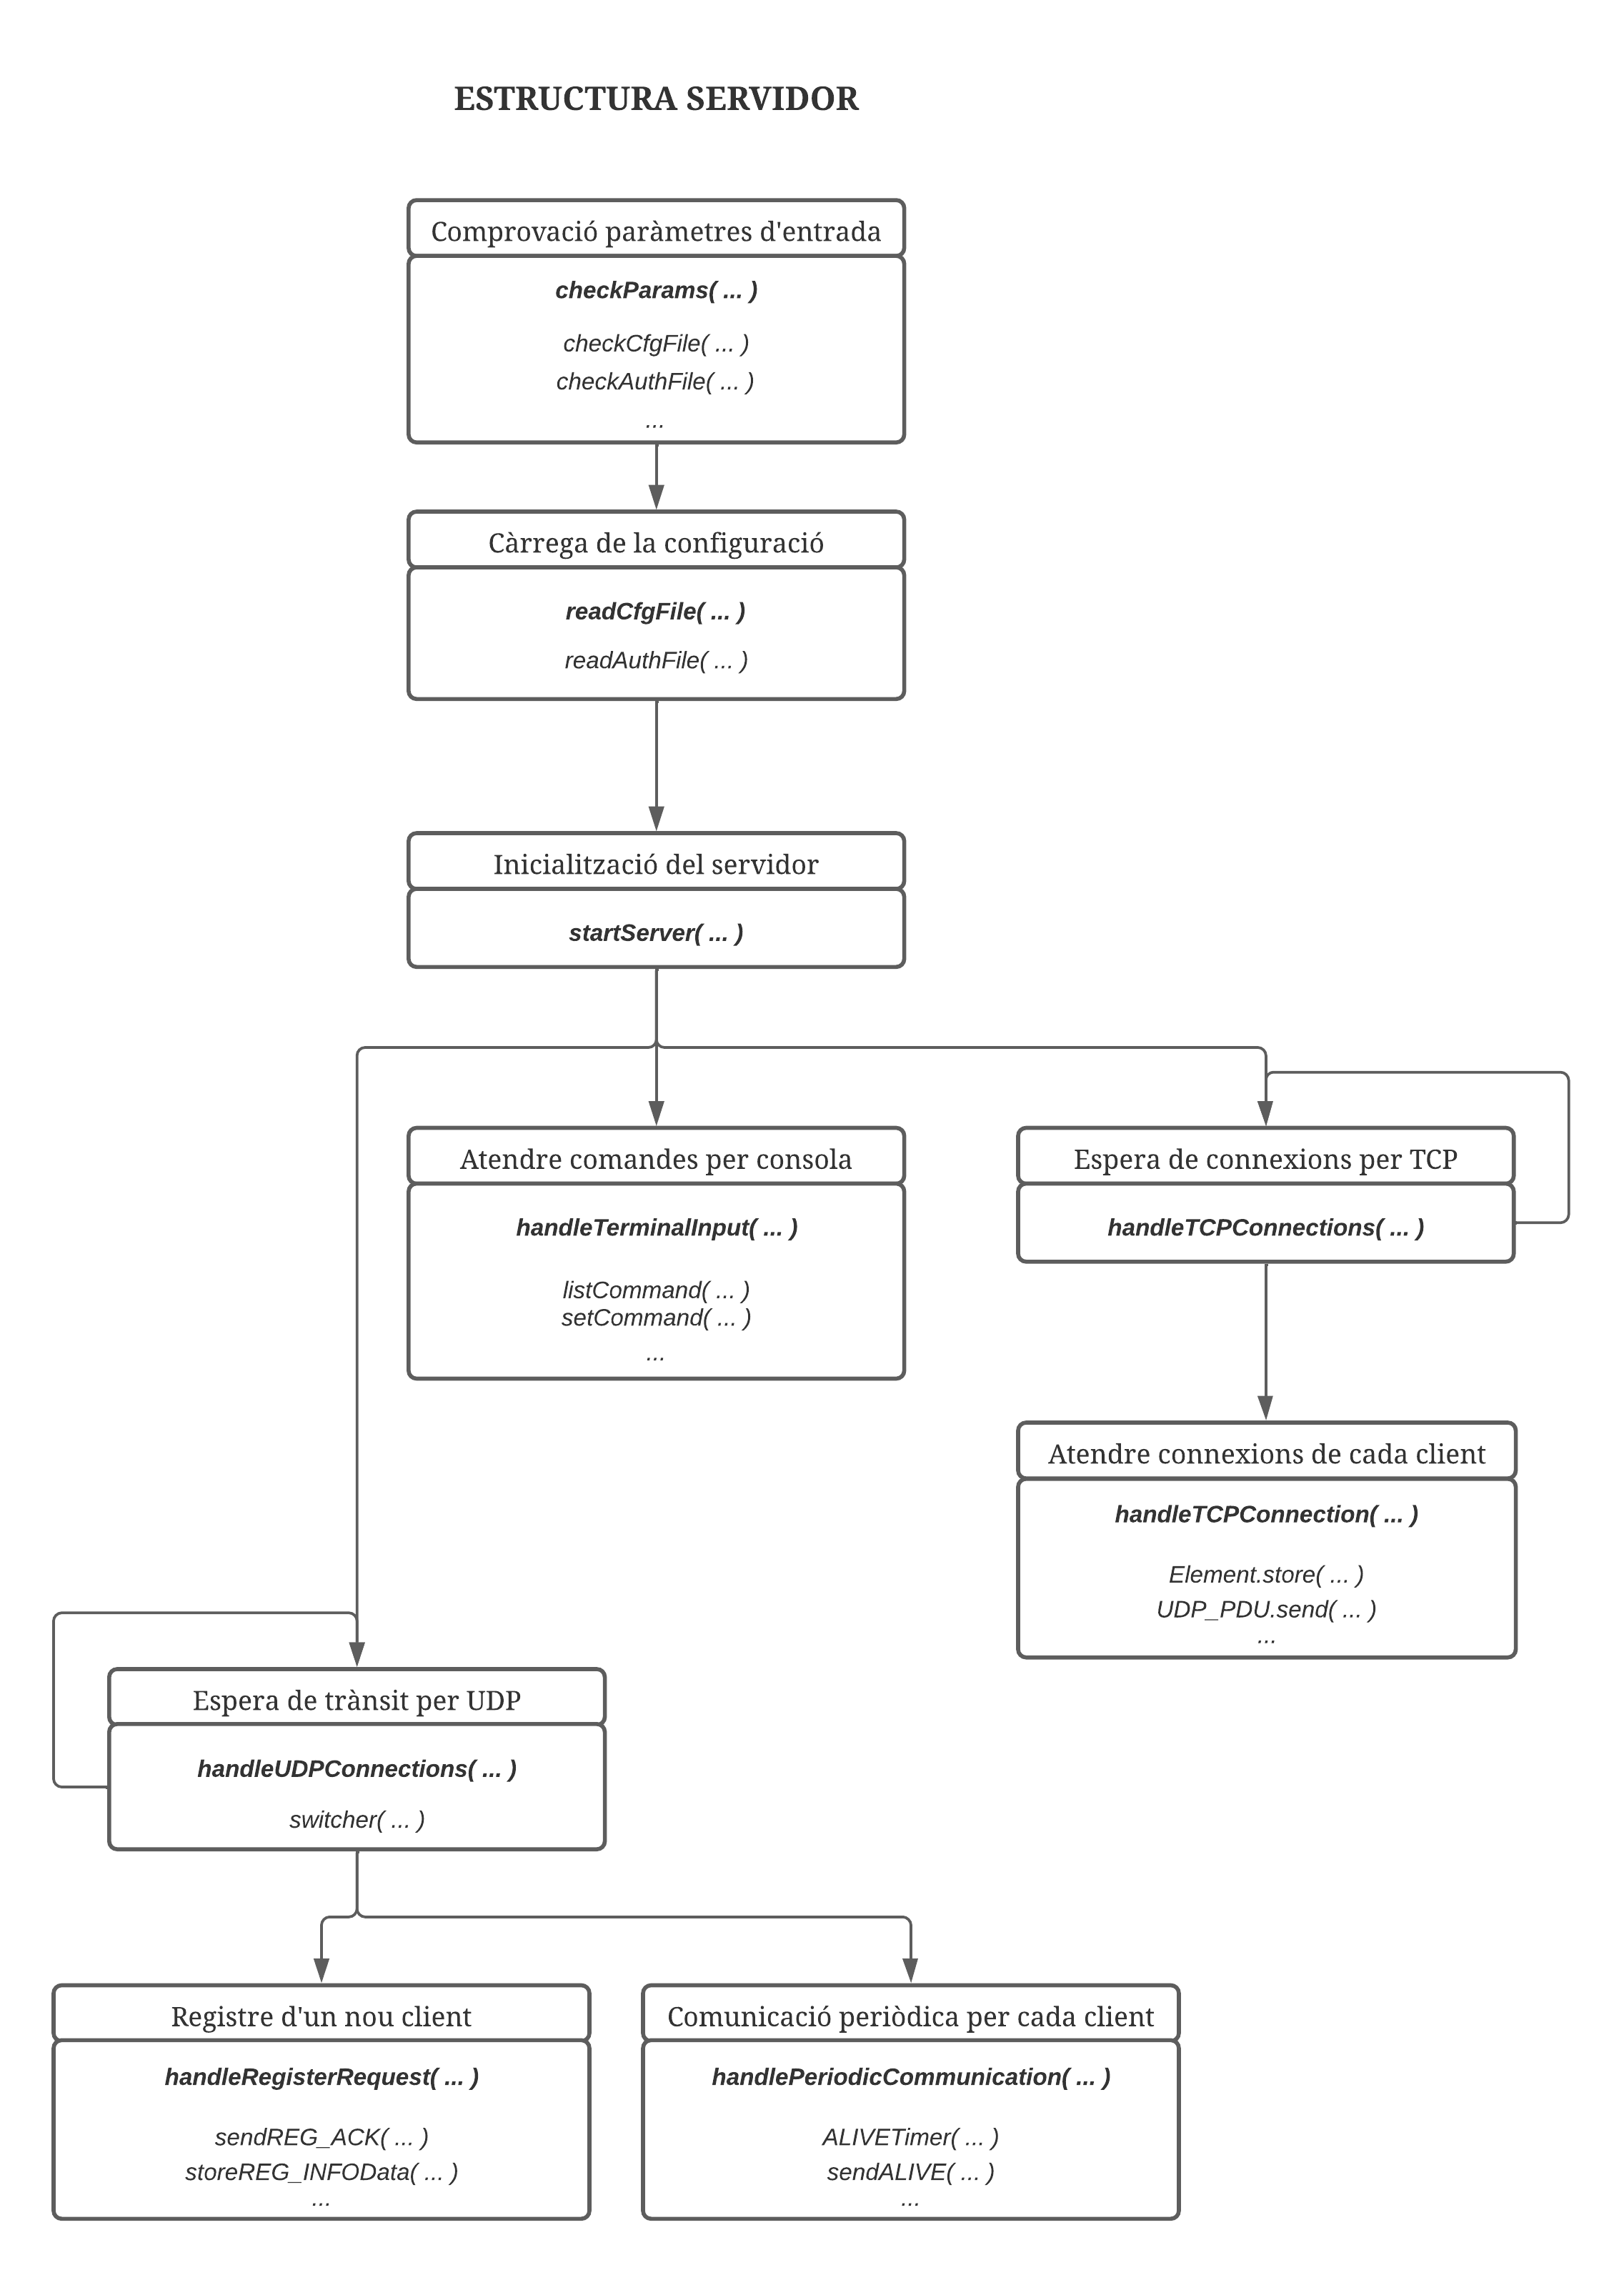 ESTRUCTURA SERVIDOR
Comprovació paràmetres d'entrada
checkParams( ... )
checkCfgFile( ... )
checkAuthFile( ... )
...
Càrrega de la configuració
readCfgFile( ... )
readAuthFile( ... )
Inicialització del servidor
startServer( ... )
Atendre comandes per consola
handleTerminalInput( ... )
listCommand( ... )
setCommand( ... )
...
Espera de connexions per TCP
handleTCPConnections( ... )
Atendre connexions de cada client
handleTCPConnection( ... )
Element.store( ... )
UDP_PDU.send( ... )
...
Espera de trànsit per UDP
handleUDPConnections( ... )
switcher( ... )
Registre d'un nou client
handleRegisterRequest( ... )
sendREG_ACK( ... )
storeREG_INFOData( ... )
...
Comunicació periòdica per cada client
handlePeriodicCommunication( ... )
ALIVETimer( ... )
sendALIVE( ... )
...